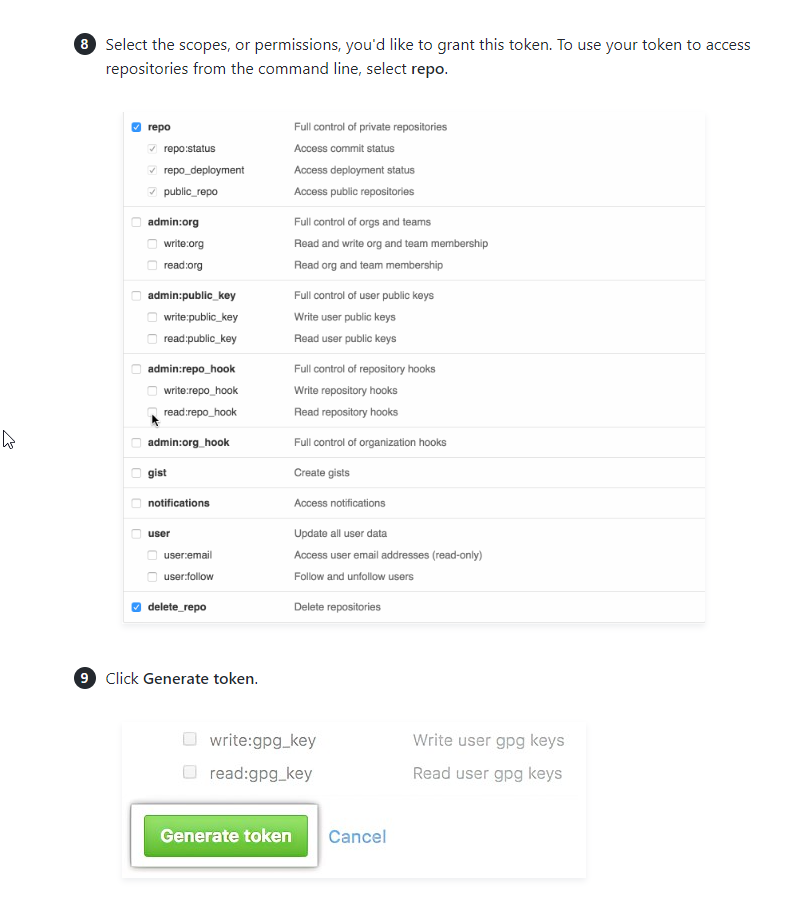 8 Select the scopes, or permissions, you'd like to grant this token. To use your token to access
repositories from the command line, select repo.
repo Full control of private repositories
repo:status Access commit status
repo_deployment Access deployment status
public_repo Access public repositories
admin:org Full control of orgs and teams
write:org Read and write org and team membership
read:org Read org and team membership
admin:public_key Full control of user public keys
write:public_key Write user public keys
read:public_key Read user public keys
admin:repo_hook Full control of repository hooks
write:repo_hook Write repository hooks
read:repo_hook Read repository hooks
admin:org_hook Full control of organization hooks
gist Create gists
notifications Access notifications
user Update all user data
user:email Access user email addresses (read-only)
user:follow Follow and unfollow users
delete_repo Delete repositories
9 Click Generate token.
write:gpg_key Write user gpg keys
read:gpg_key Read user gpg keys
Generate token Cancel